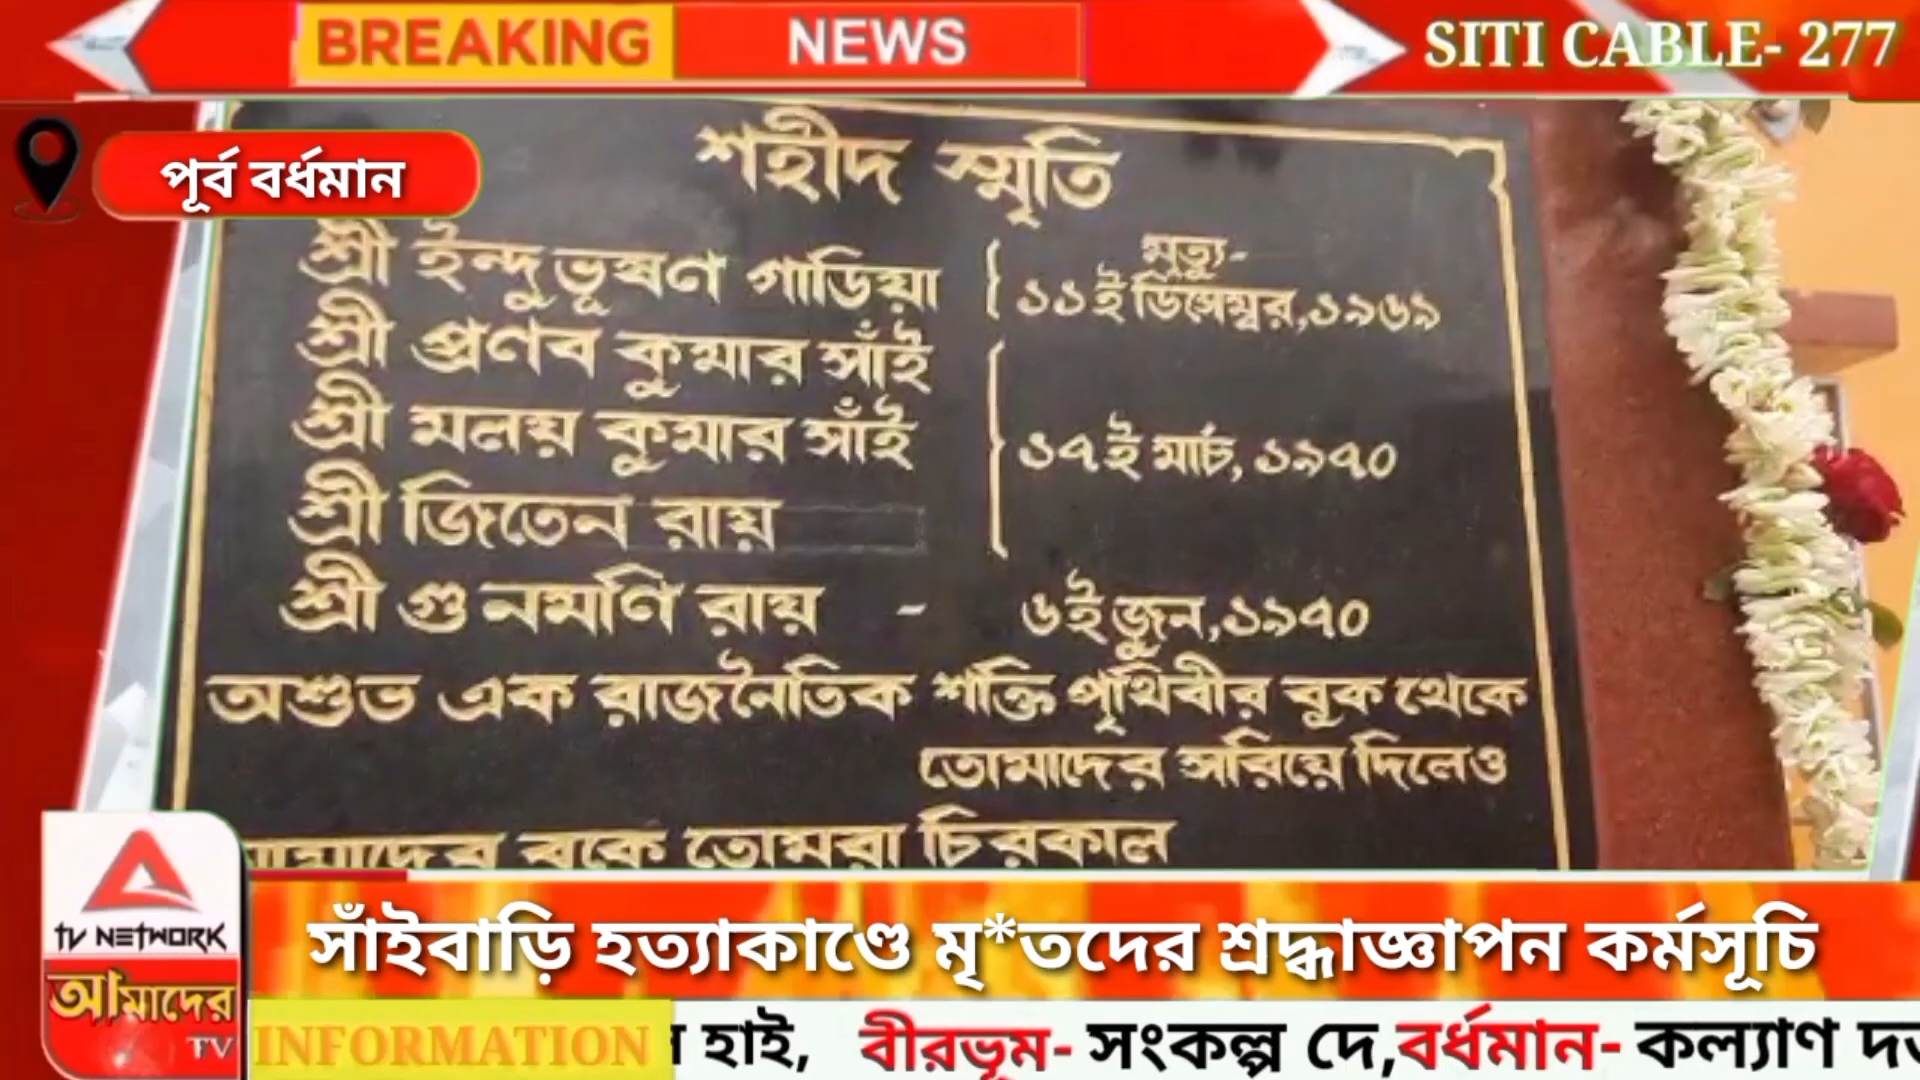 BREAKING NEWS
SITI CABLE- 277
পূর্ব বর্ধমান
শহীদ স্মৃতি
মৃত্যু-
শ্রী ইন্দুভূষণ গাড়িয়া ১১ই ডিসেম্বর,১৯৬৯
শ্রী প্রণব কুমার সাঁই
শ্রী মলয় কুমার সাঁই ১৭ই মার্চ, ১৯৭০
শ্রী জিতেন রায়
শ্রী গুনমণি রায় - ৬ই জুন,১৯৭০
অশুভ এক রাজনৈতিক শক্তি পৃথিবীর বুক থেকে
তোমাদের সরিয়ে দিলেও
আমাদের বুকে তোমরা চিরকাল
TV NETWORK
আমাদের
TV
সাঁইবাড়ি হত্যাকাণ্ডে মৃ*তদের শ্রদ্ধাজ্ঞাপন কর্মসূচি
INFORMATION
হাই, বীরভূম- সংকল্প দে,বর্ধমান- কল্যাণ